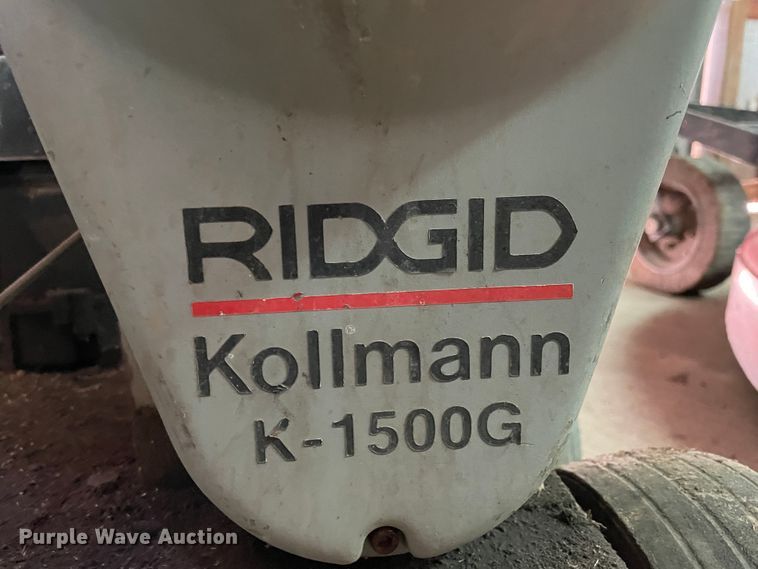 RIDGID
Kollmann
K-1500G
Purple Wave Auction